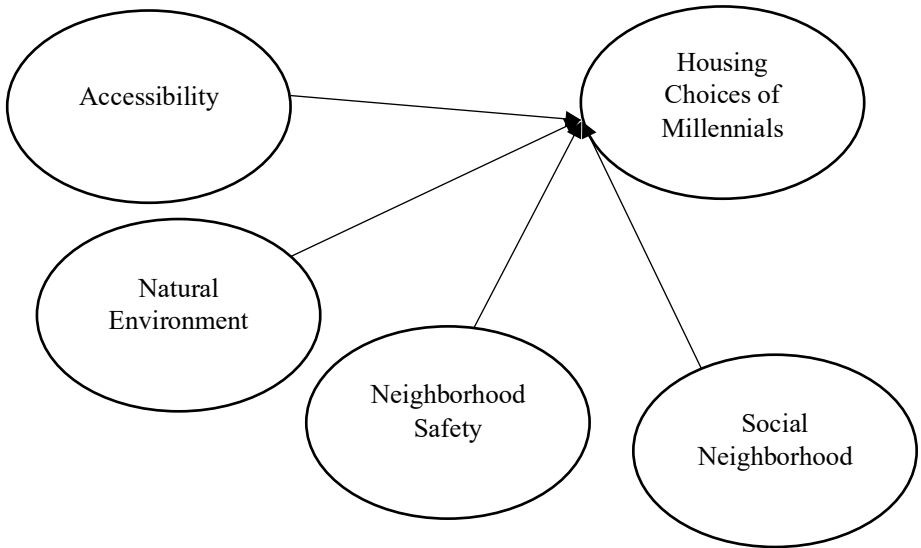 Accessibility
Housing
Choices of
Millennials
Natural
Environment
Neighborhood
Safety
Social
Neighborhood